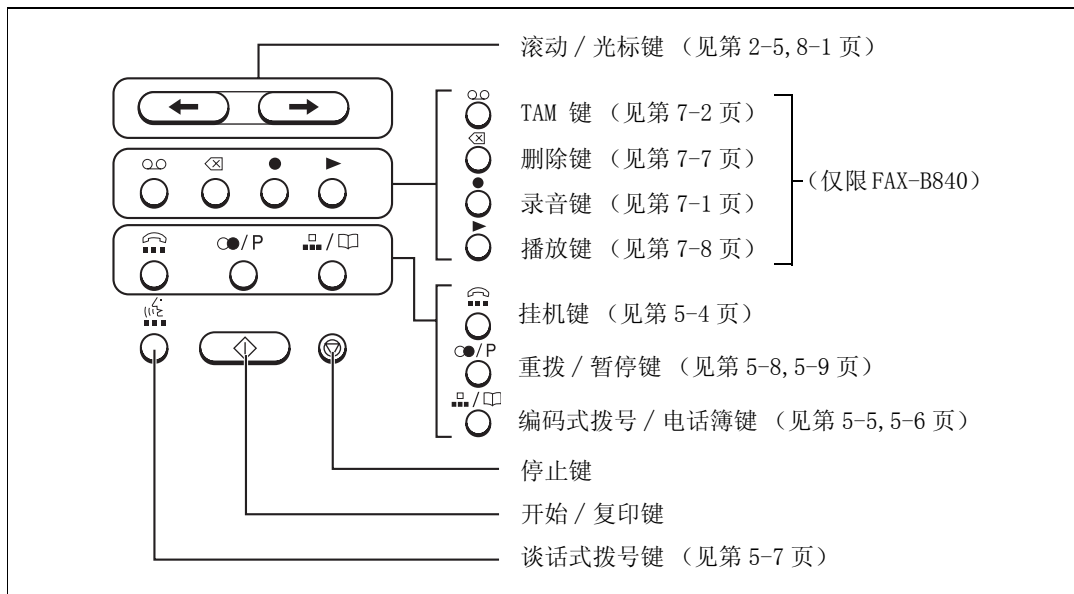 滚动 / 光标键 （见第 2-5,8-1 页）
TAM 键 （见第 7-2 页）
删除键 （见第 7-7 页）
录音键 （见第 7-1 页）
播放键 （见第 7-8 页）
（仅限 FAX-B840）
/P
/
挂机键 （见第 5-4 页）
/P
重拨 / 暂停键 （见第 5-8,5-9 页）
/
编码式拨号 / 电话簿键 （见第 5-5,5-6 页）
停止键
开始 / 复印键
谈话式拨号键 （见第 5-7 页）